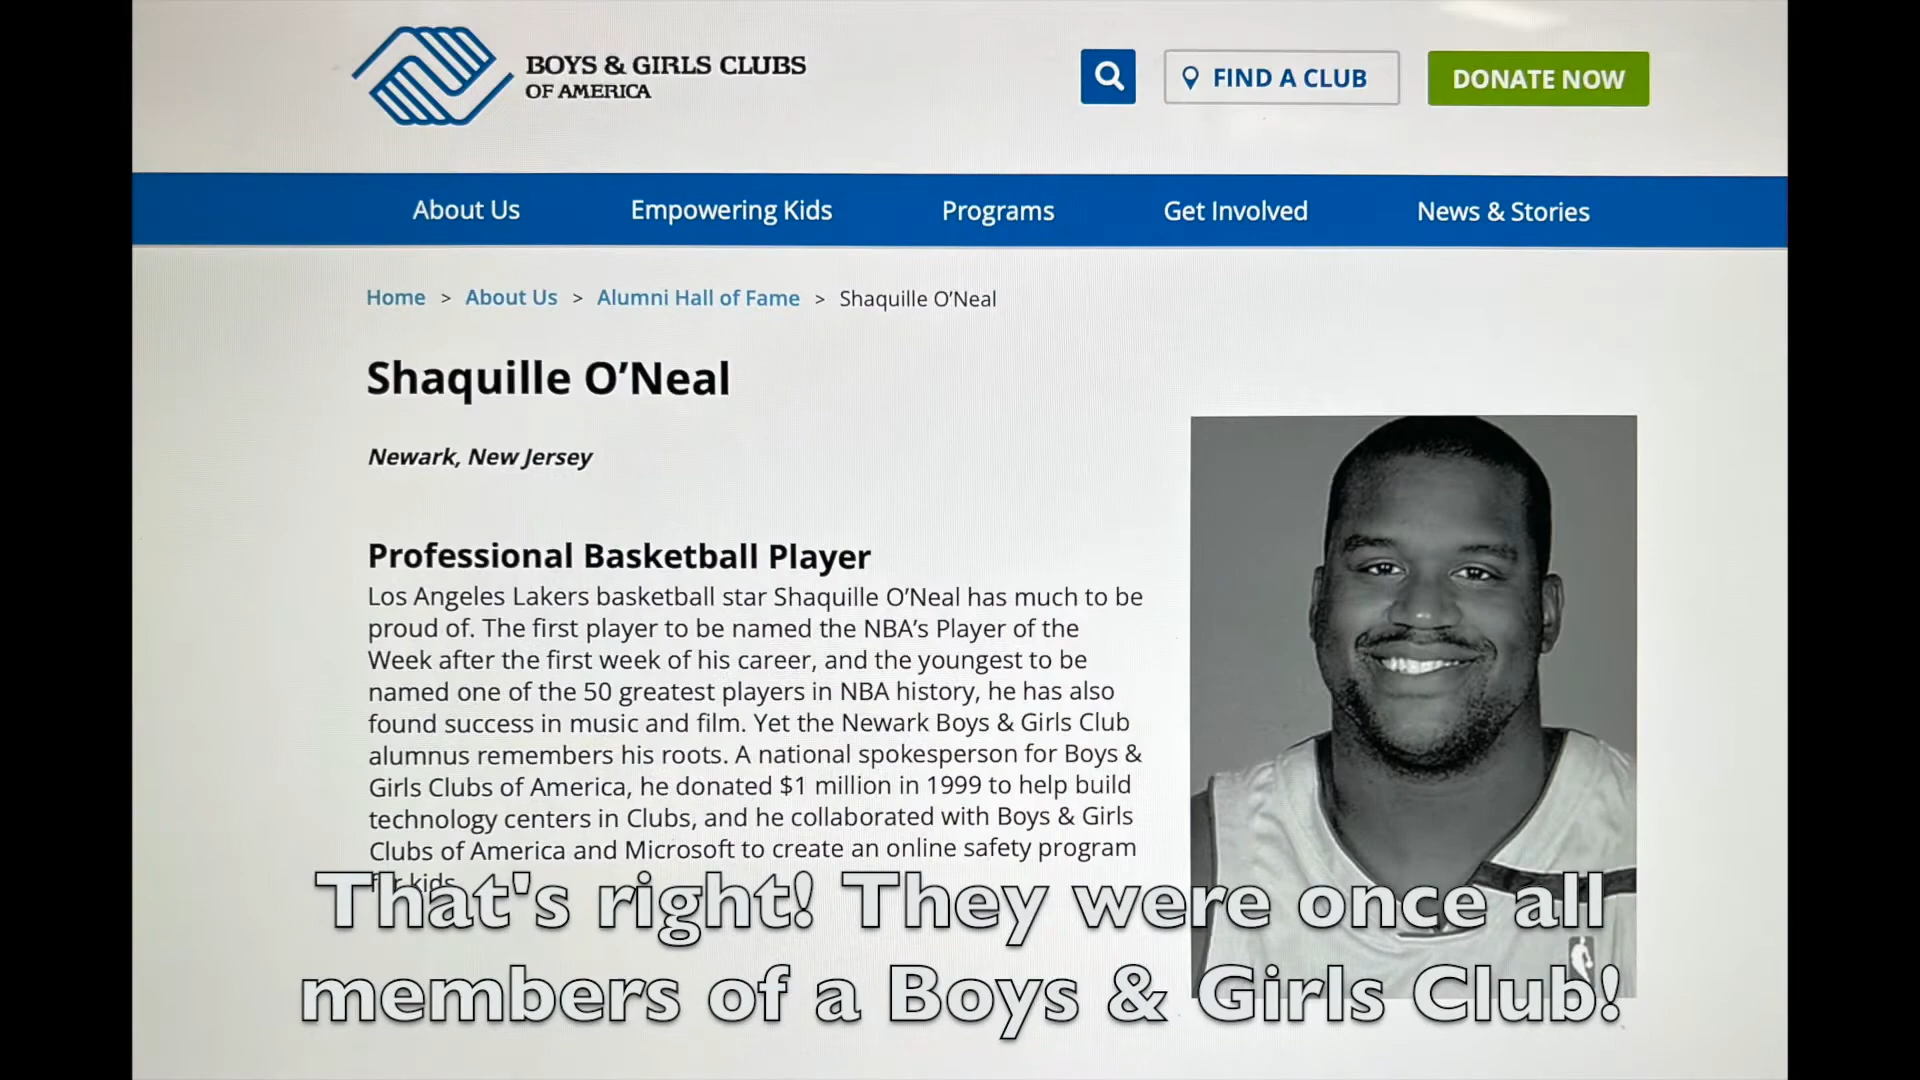 BOYS & GIRLS CLUBS
OF AMERICA
FIND A CLUB
DONATE NOW
About Us
Empowering Kids
Programs
Get Involved
News & Stories
Home > About Us > Alumni Hall of Fame > Shaquille O’Neal
Shaquille O’Neal
Newark, New Jersey
Professional Basketball Player
Los Angeles Lakers basketball star Shaquille O’Neal has much to be
proud of. The first player to be named the NBA’s Player of the
Week after the first week of his career, and the youngest to be
named one of the 50 greatest players in NBA history, he has also
found success in music and film. Yet the Newark Boys & Girls Club
alumnus remembers his roots. A national spokesperson for Boys &
Girls Clubs of America, he donated $1 million in 1999 to help build
technology centers in Clubs, and he collaborated with Boys & Girls
Clubs of America and Microsoft to create an online safety program
for kids.
That's right! They were once all
members of a Boys & Girls Club!